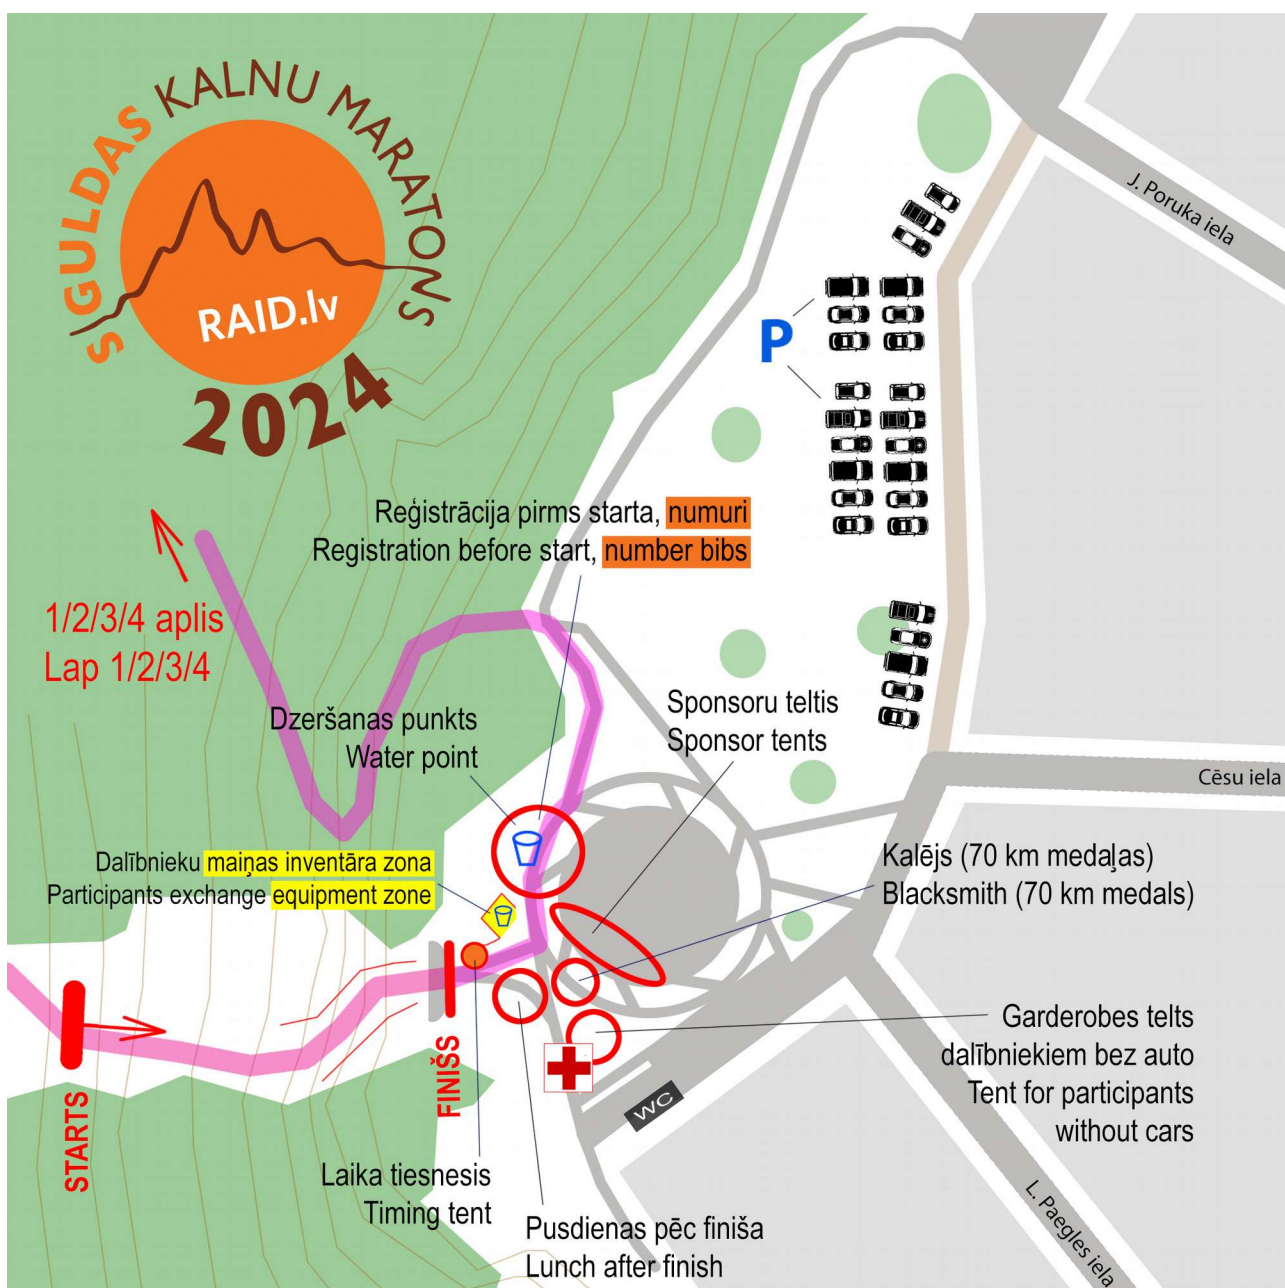 SIGULDAS KALNU MARATONS
RAID.lv
2024
J. Poruka iela
P
Reģistrācija pirms starta, numuri
Registration before start, number bibs
1/2/3/4 aplis
Lap 1/2/3/4
Sponsoru teltis
Sponsor tents
Dzeršanas punkts
Water point
Cēsu iela
Dalībnieku maiņas inventāra zona
Participants exchange equipment zone
Kalējs (70 km medaļas)
Blacksmith (70 km medals)
Garderobes telts
dalībniekiem bez auto
Tent for participants
without cars
STARTS
FINIŠS
WC
Laika tiesnesis
Timing tent
Pusdienas pēc finiša
Lunch after finish
L. Paegles iela